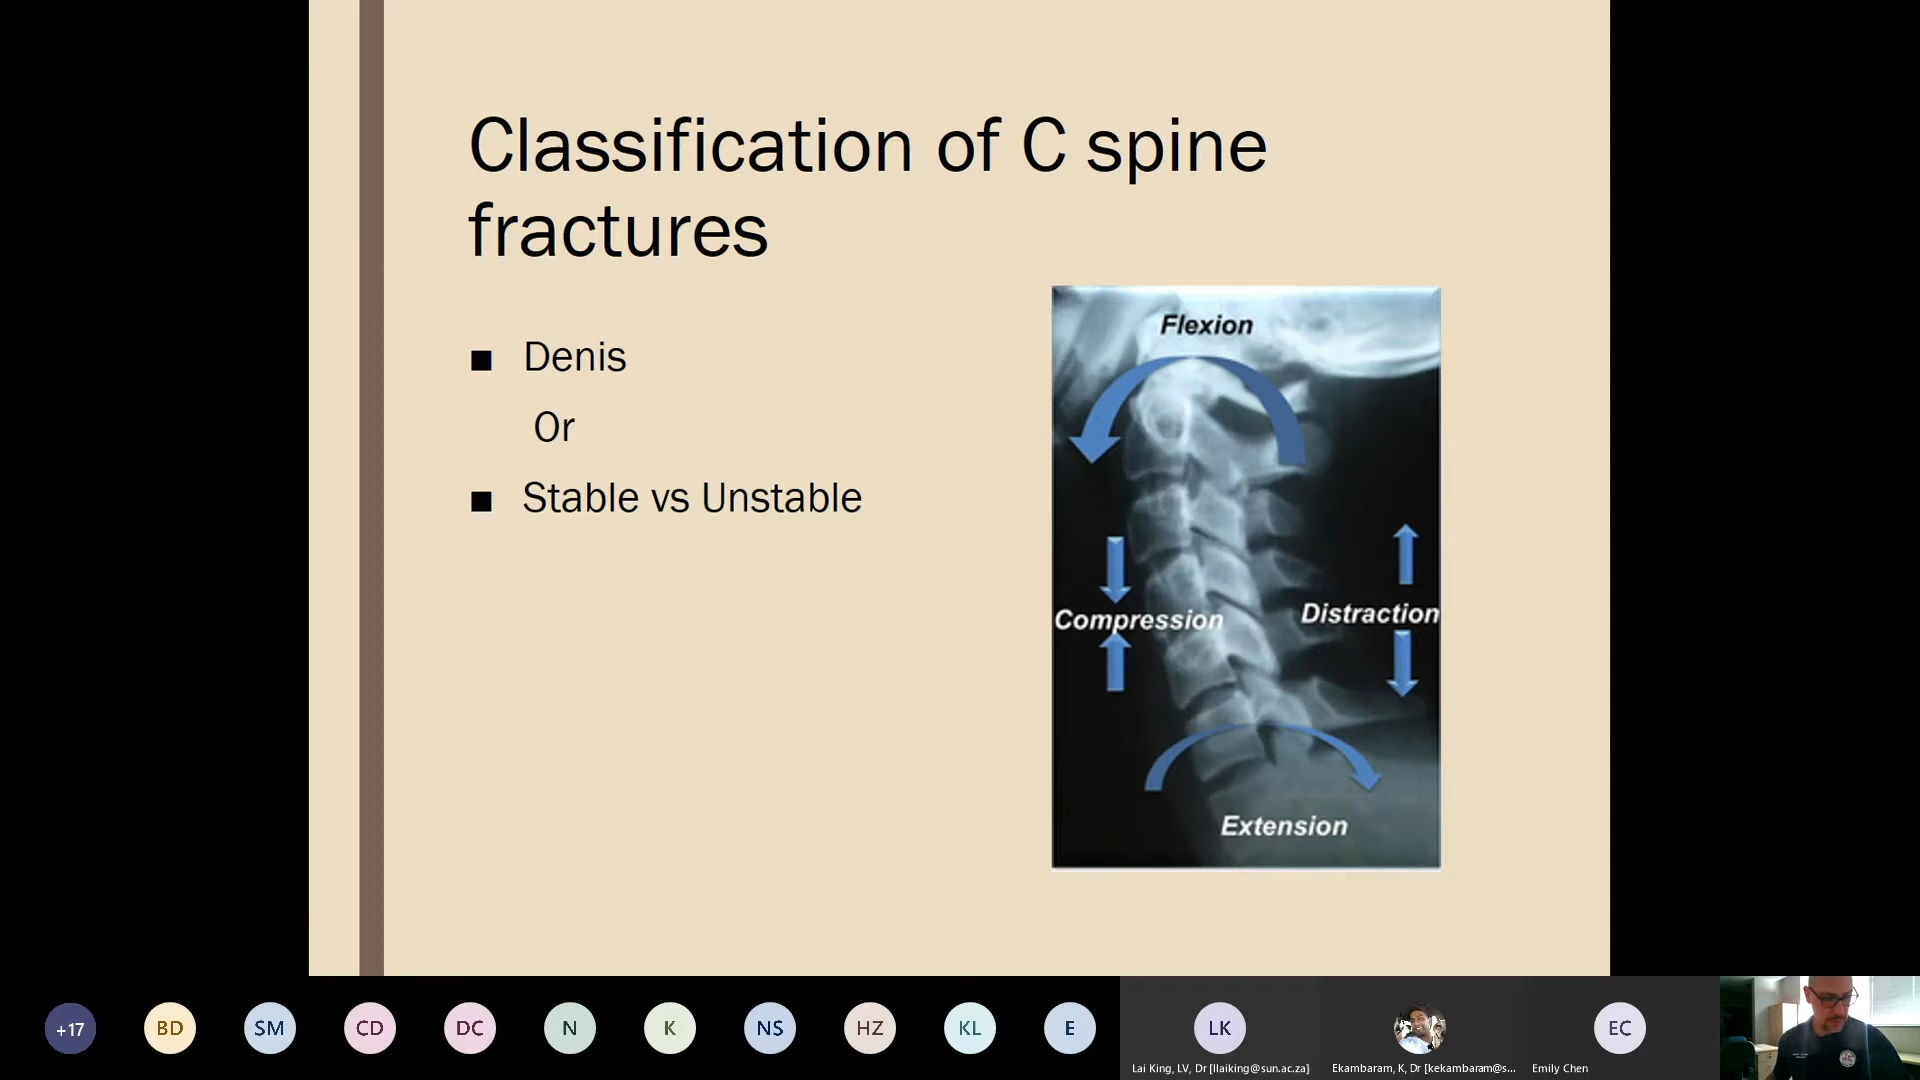 Classification of C spine
fractures
■ Denis
Or
■ Stable vs Unstable
Flexion
Compression
Distraction
Extension
+17
BD
SM
CD
DC
N
K
NS
HZ
KL
E
LK
EC
Lai King, LV, Dr [llaiking@sun.ac.za]
Ekambaram, K, Dr [kekambaram@s...
Emily Chen